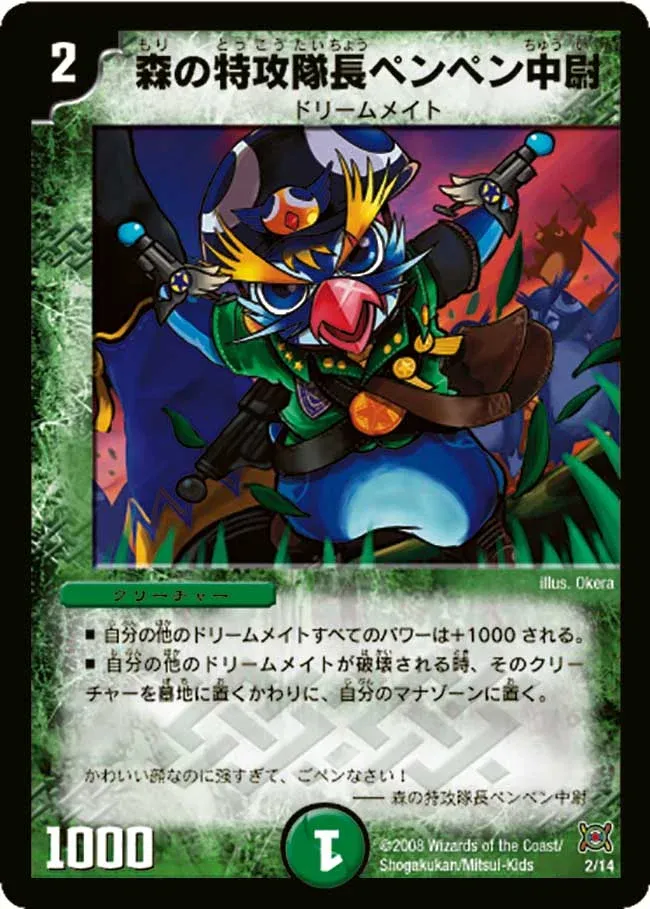 2
もり とっこうたいちょう ちゅうい
森の特攻隊長ペンペン中尉
ドリームメイト
illus. Okera
クリーチャー
■ 自分の他のドリームメイトすべてのパワーは+1000 される。
■ 自分の他のドリームメイトが破壊される時、そのクリー
チャーを墓地に置くかわりに、自分のマナゾーンに置く。
かわいい顔なのに強すぎて、ごペンなさい！
── 森の特攻隊長ペンペン中尉
1000
1
©2008 Wizards of the Coast/
Shogakukan/Mitsui-Kids
2/14